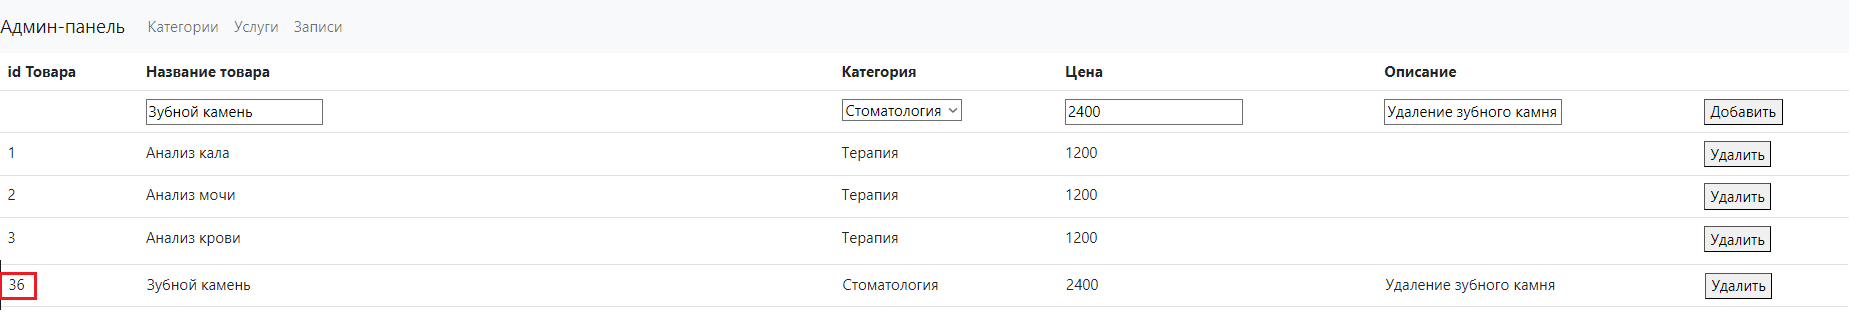 Админ-панель Категории Услуги Записи
id Товара Название товара Категория Цена Описание
Зубной камень Стоматология 2400 Удаление зубного камня Добавить
1 Анализ кала Терапия 1200 Удалить
2 Анализ мочи Терапия 1200 Удалить
3 Анализ крови Терапия 1200 Удалить
36 Зубной камень Стоматология 2400 Удаление зубного камня Удалить